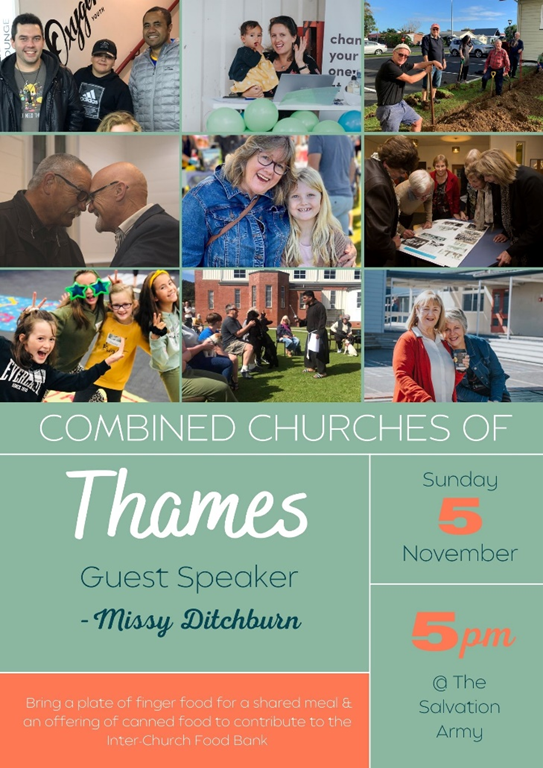 LOUNGE
Oxygen
YOUTH
adidas
chan
your
one
EVERLAST
COMBINED CHURCHES OF
Thames
Guest Speaker
- Missy Ditchburn
Sunday
5
November
5pm
@ The
Salvation
Army
Bring a plate of finger food for a shared meal &
an offering of canned food to contribute to the
Inter-Church Food Bank